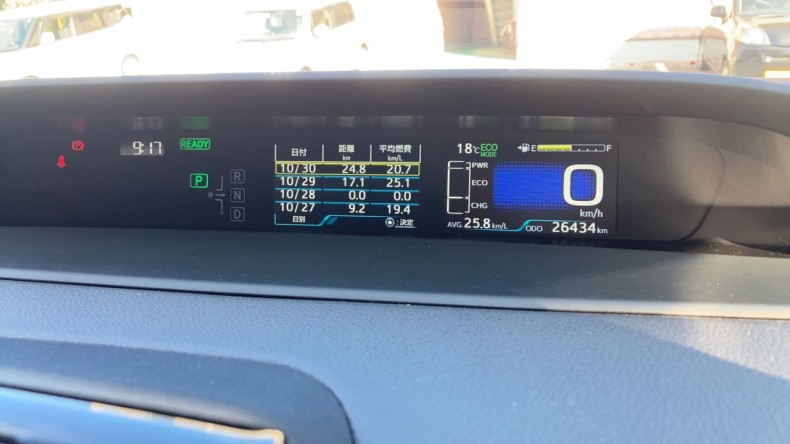 9:17
READY
P
R
N
D
日付 距離 km 平均燃費 km/L
10/30 24.8 20.7
10/29 17.1 25.1
10/28 0.0 0.0
10/27 9.2 19.4
日別 :決定
18℃ ECO MODE E F
PWR
ECO
CHG
0
km/h
AVG. 25.8 km/L ODO 26434 km